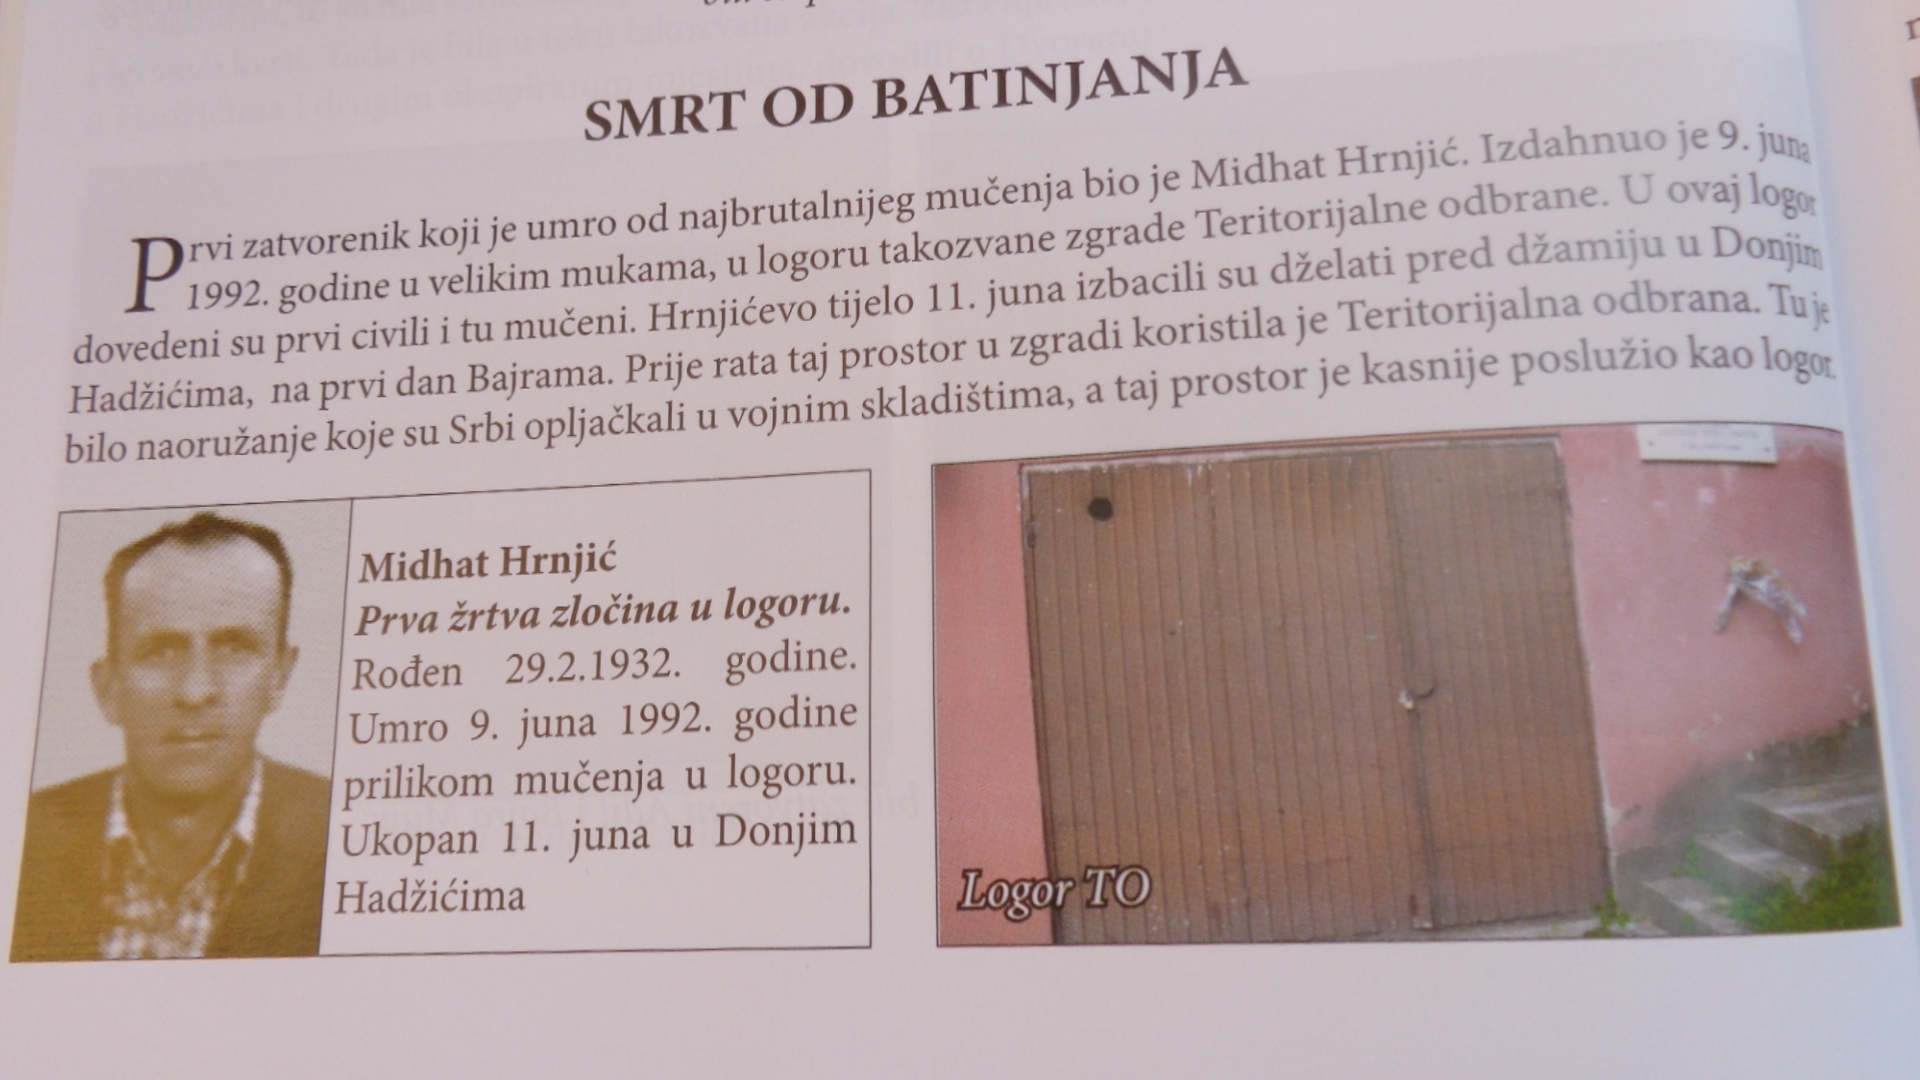 SMRT OD BATINJANJA
Prvi zatvorenik koji je umro od najbrutalnijeg mučenja bio je Midhat Hrnjić. Izdahnuo je 9. juna
1992. godine u velikim mukama, u logoru takozvane zgrade Teritorijalne odbrane. U ovaj logor
dovedeni su prvi civili i tu mučeni. Hrnjićevo tijelo 11. juna izbacili su dželati pred džamiju u Donjim
Hadžićima, na prvi dan Bajrama. Prije rata taj prostor u zgradi koristila je Teritorijalna odbrana. Tu je
bilo naoružanje koje su Srbi opljačkali u vojnim skladištima, a taj prostor je kasnije poslužio kao logor.
Midhat Hrnjić
Prva žrtva zločina u logoru.
Rođen 29.2.1932. godine.
Umro 9. juna 1992. godine
prilikom mučenja u logoru.
Ukopan 11. juna u Donjim
Hadžićima
Logor TO